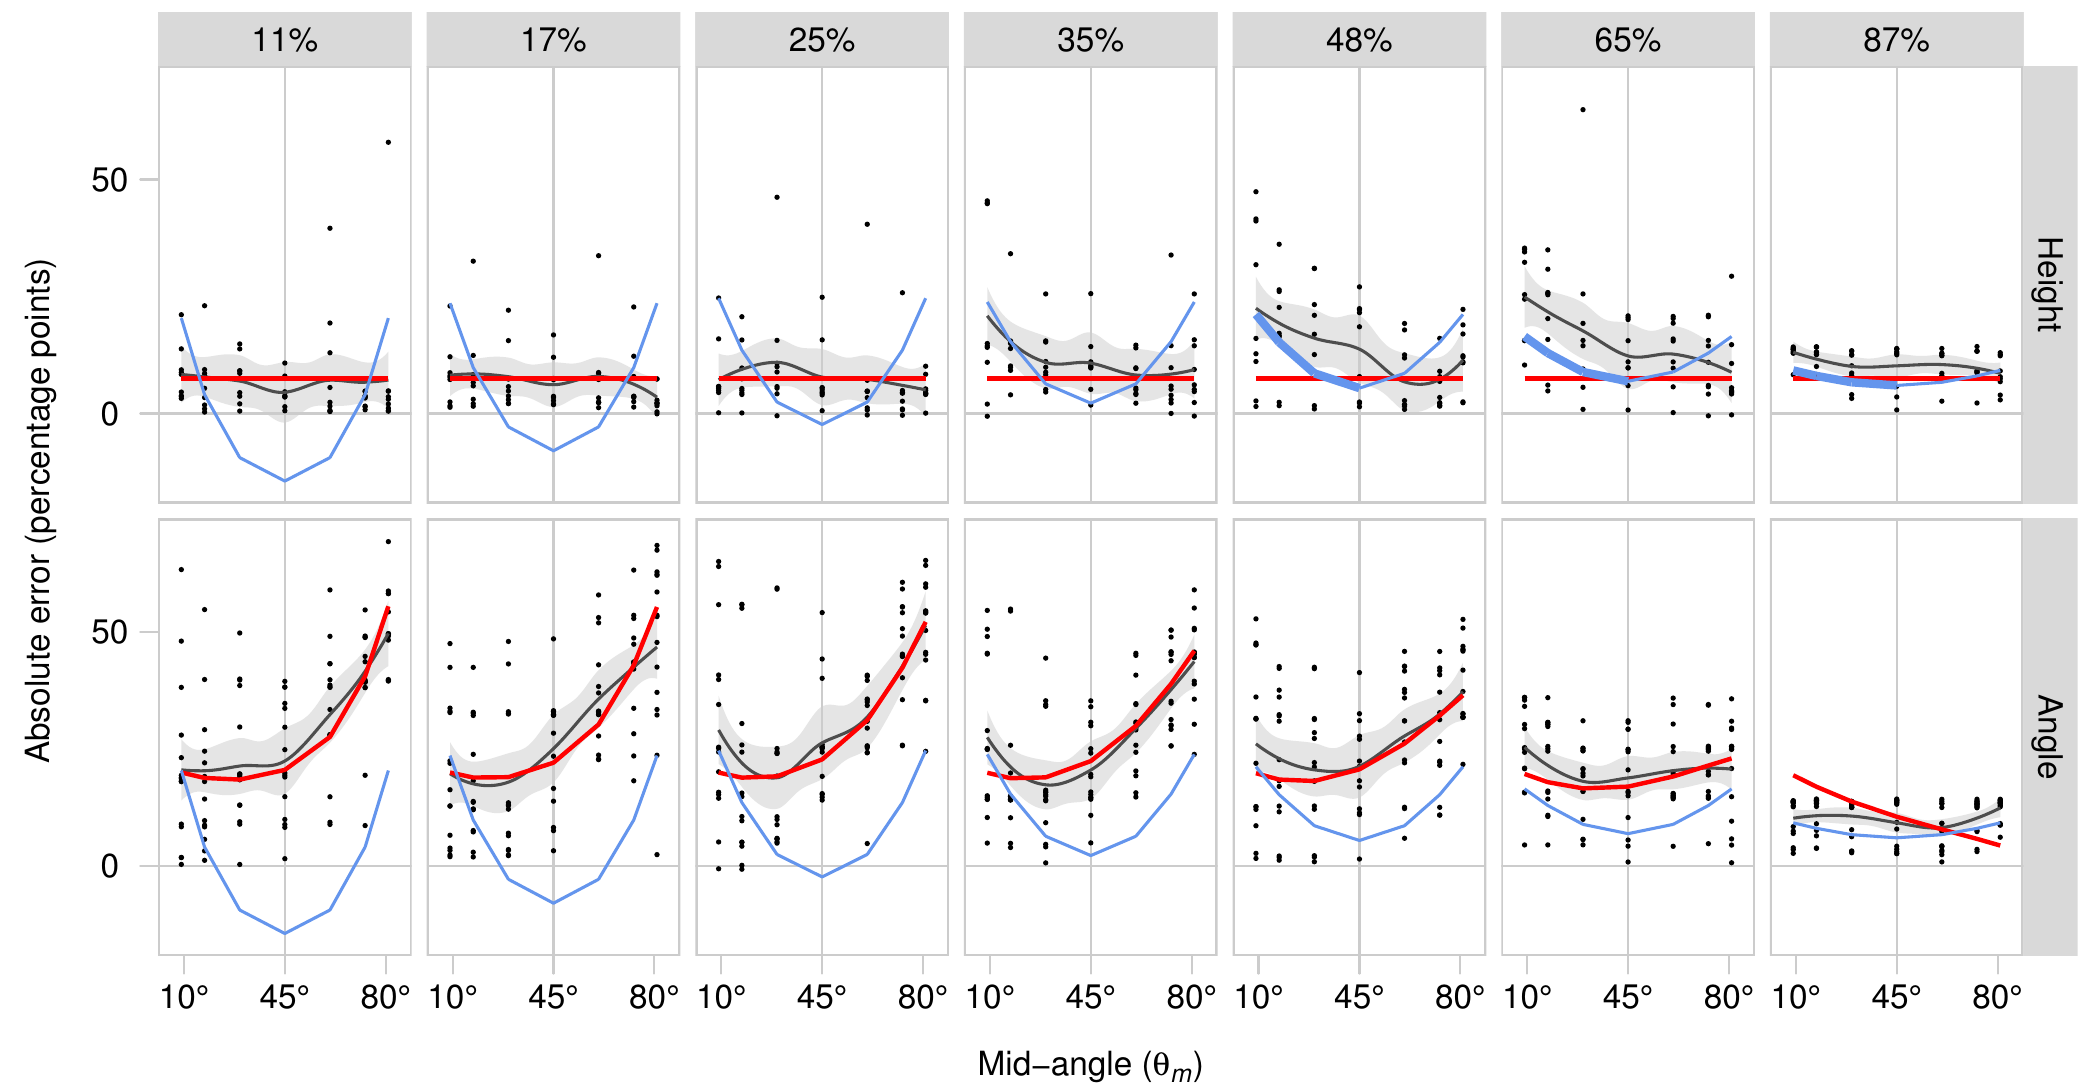 11% 17% 25% 35% 48% 65% 87%
Absolute error (percentage points)
50
0
Height
50
0
Angle
10° 45° 80° 10° 45° 80° 10° 45° 80° 10° 45° 80° 10° 45° 80° 10° 45° 80° 10° 45° 80°
Mid−angle (θm)